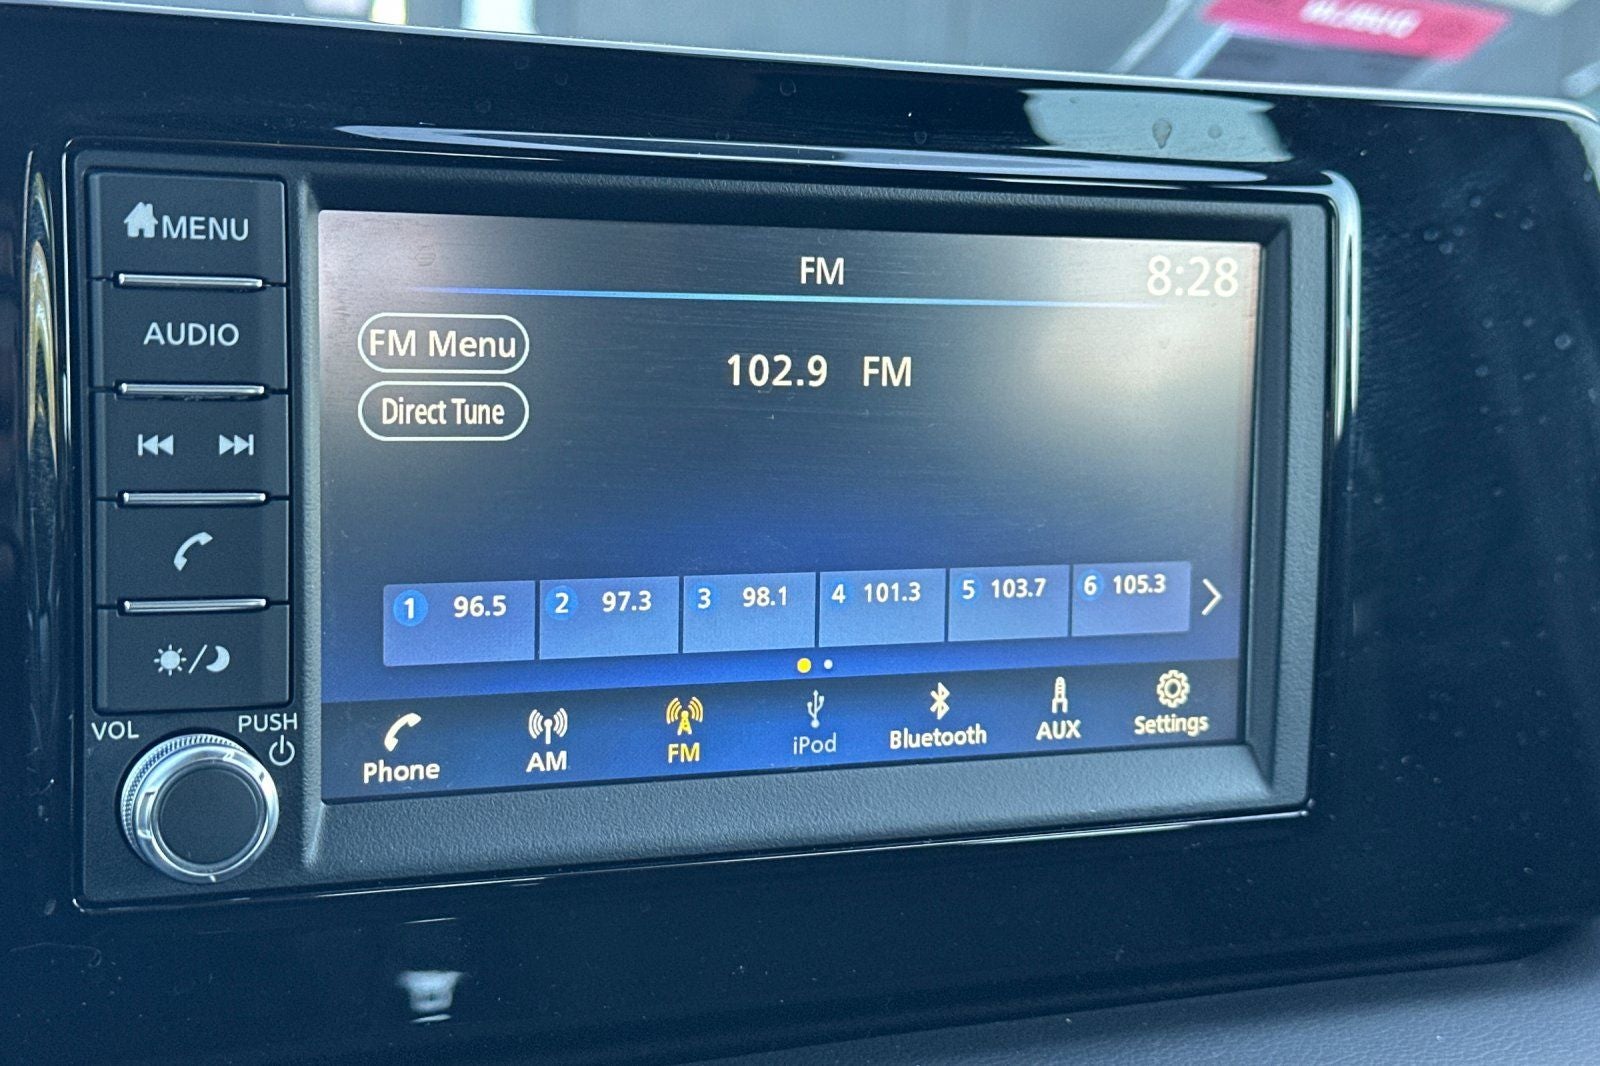 MENU
AUDIO
VOL
PUSH
FM
8:28
FM Menu
102.9 FM
Direct Tune
1 96.5
2 97.3
3 98.1
4 101.3
5 103.7
6 105.3
Phone
AM
FM
iPod
Bluetooth
AUX
Settings